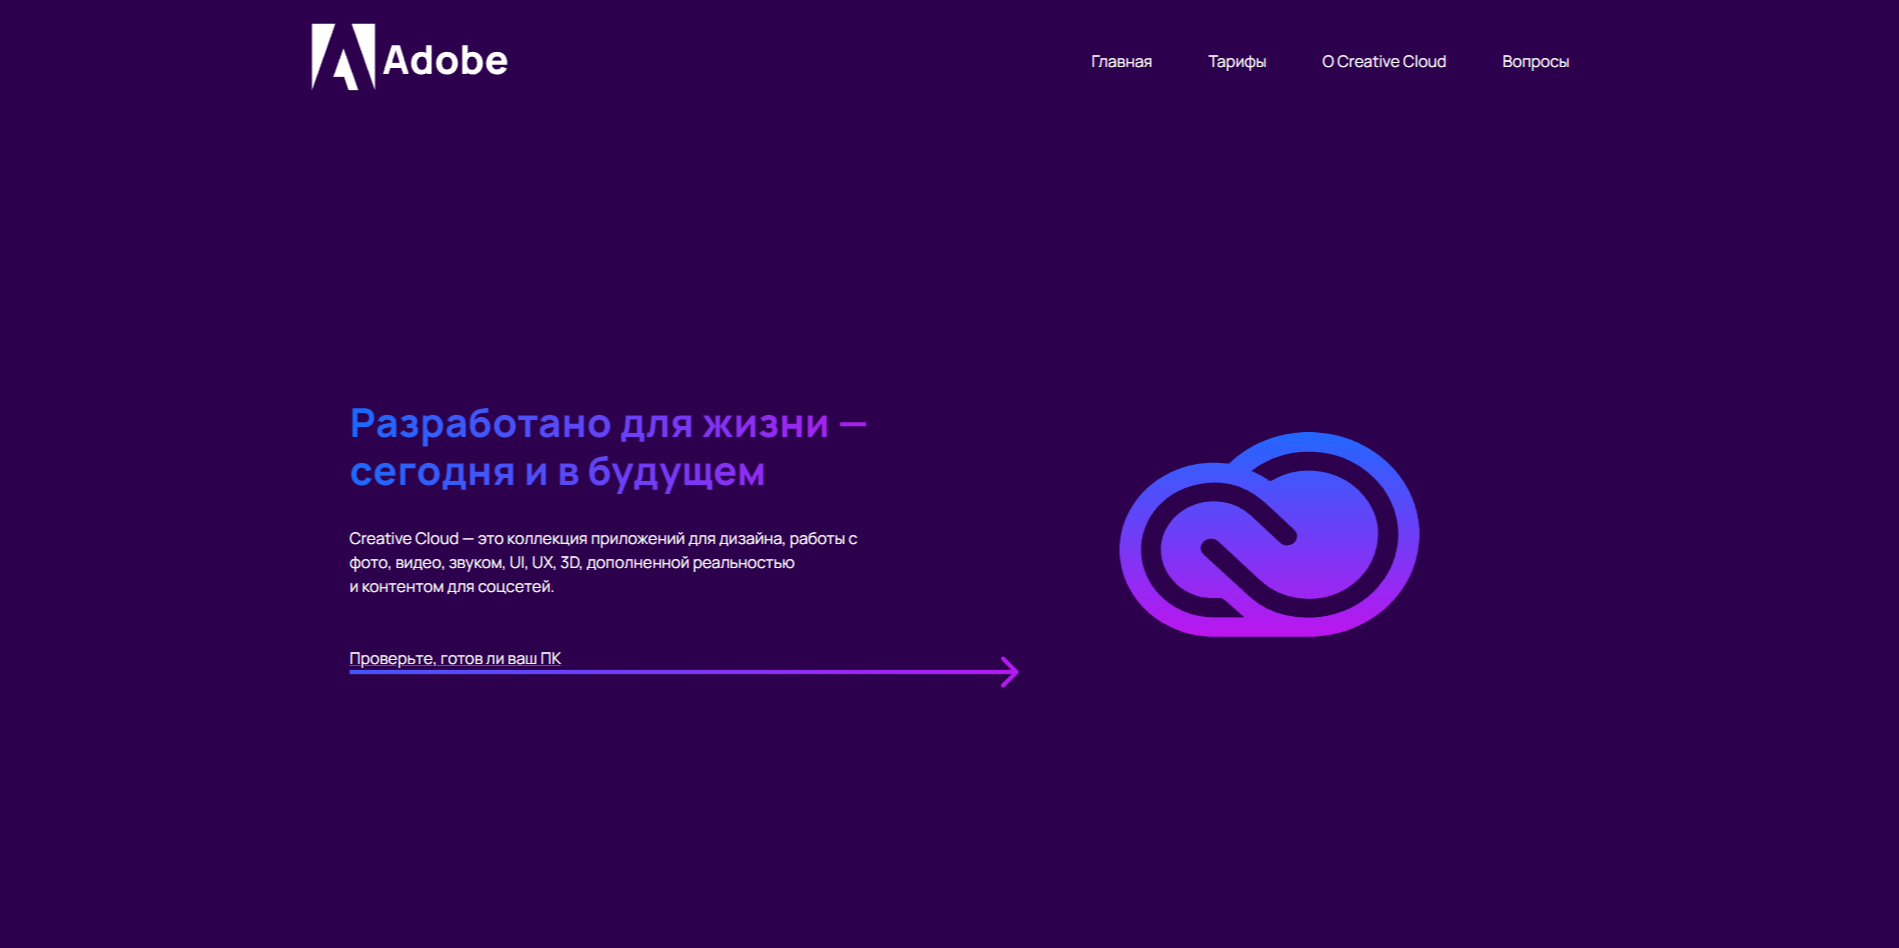 Adobe
Главная
Тарифы
О Creative Cloud
Вопросы
Разработано для жизни —
сегодня и в будущем
Creative Cloud — это коллекция приложений для дизайна, работы с
фото, видео, звуком, UI, UX, 3D, дополненной реальностью
и контентом для соцсетей.
Проверьте, готов ли ваш ПК